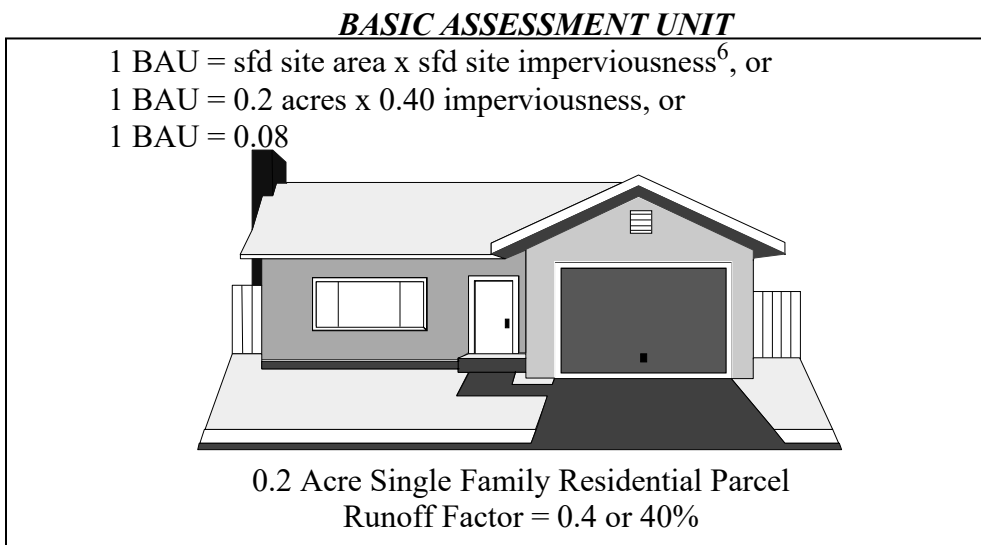 BASIC ASSESSMENT UNIT
1 BAU = sfd site area x sfd site imperviousness6, or
1 BAU = 0.2 acres x 0.40 imperviousness, or
1 BAU = 0.08
0.2 Acre Single Family Residential Parcel
Runoff Factor = 0.4 or 40%